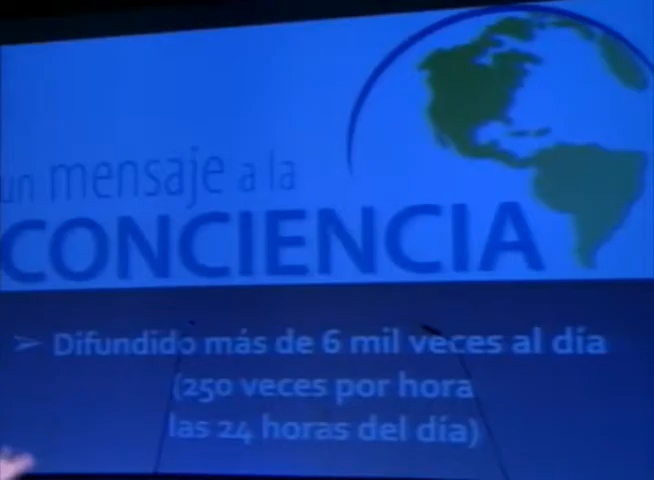 un mensaje a la
CONCIENCIA
➢ Difundido más de 6 mil veces al día
(250 veces por hora
las 24 horas del día)